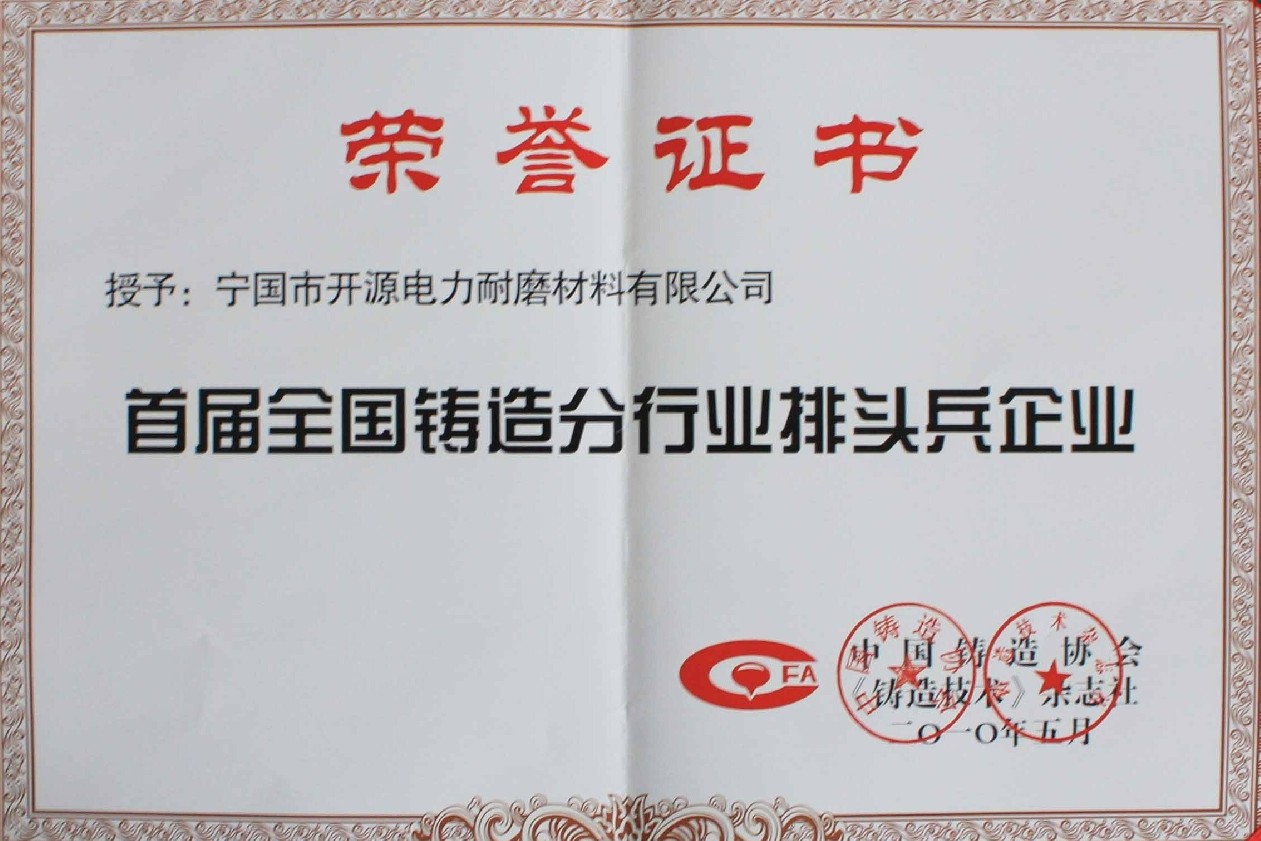 荣誉证书
授予：宁国市开源电力耐磨材料有限公司
首届全国铸造分行业排头兵企业
FA
中国铸造协会
《铸造技术》杂志社
二〇一〇年五月